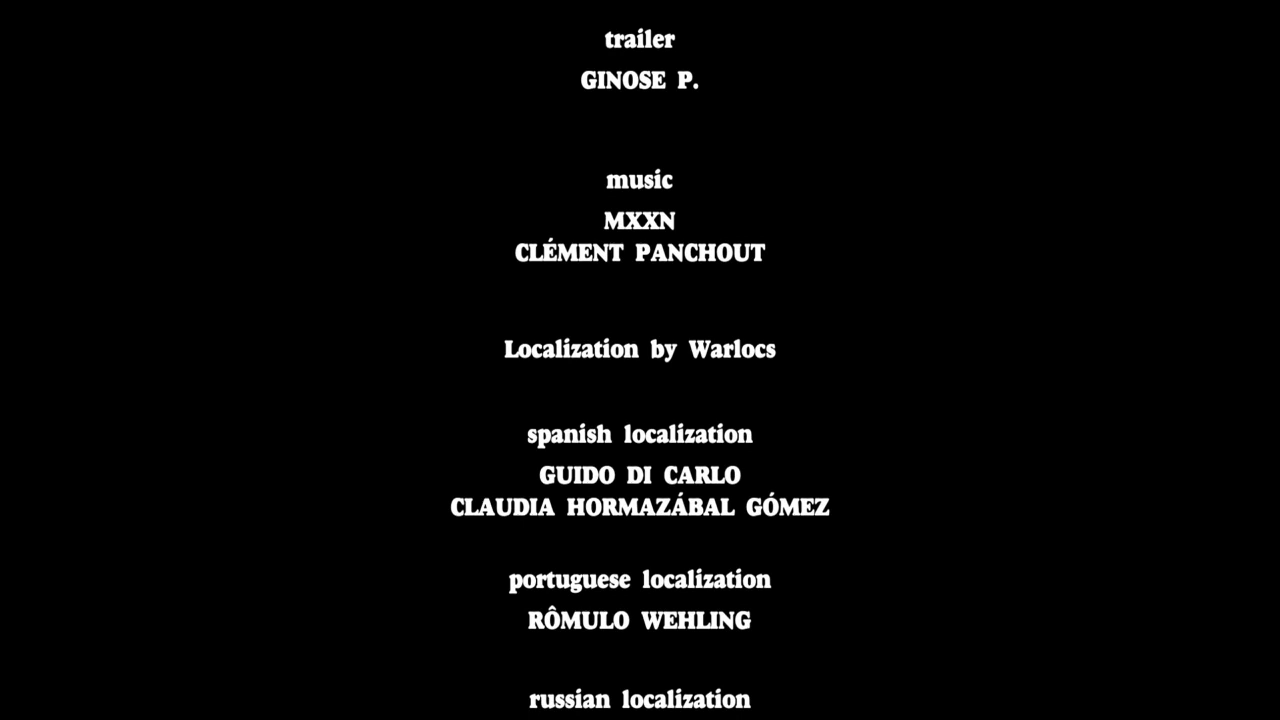 trailer
GINOSE P.
music
MXXN
CLÉMENT PANCHOUT
Localization by Warlocs
spanish localization
GUIDO DI CARLO
CLAUDIA HORMAZÁBAL GÓMEZ
portuguese localization
RÔMULO WEHLING
russian localization